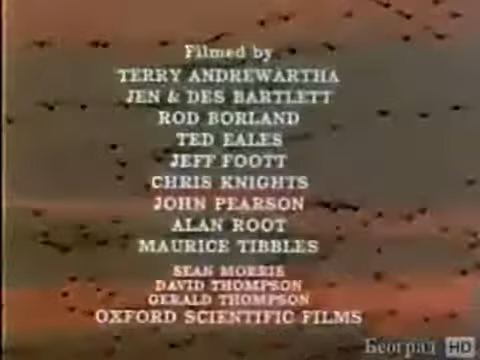 Filmed by
TERRY ANDREWARTHA
JEN & DES BARTLETT
ROD BORLAND
TED EALES
JEFF FOOTT
CHRIS KNIGHTS
JOHN PEARSON
ALAN ROOT
MAURICE TIBBLES
SEAN MORRIS
DAVID THOMPSON
GERALD THOMPSON
OXFORD SCIENTIFIC FILMS
Београд HD